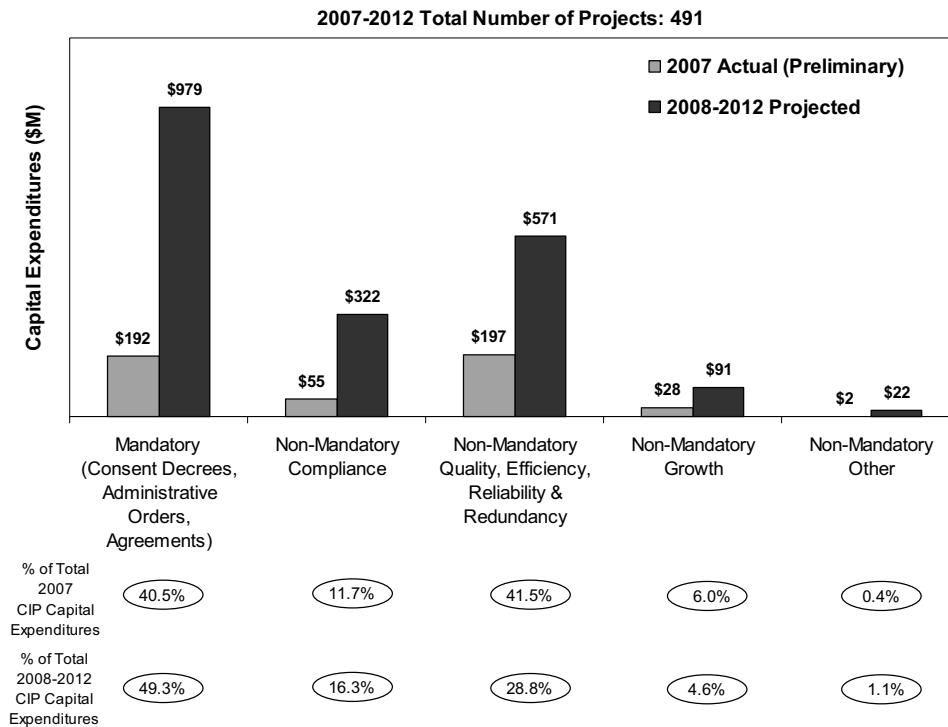 2007-2012 Total Number of Projects: 491
Capital Expenditures ($M)
2007 Actual (Preliminary)
2008-2012 Projected
$979
$192
$322
$55
$571
$197
$91
$28
$22
$2
Mandatory
(Consent Decrees,
Administrative
Orders,
Agreements)
Non-Mandatory
Compliance
Non-Mandatory
Quality, Efficiency,
Reliability &
Redundancy
Non-Mandatory
Growth
Non-Mandatory
Other
% of Total
2007
CIP Capital
Expenditures
40.5%
11.7%
41.5%
6.0%
0.4%
% of Total
2008-2012
CIP Capital
Expenditures
49.3%
16.3%
28.8%
4.6%
1.1%